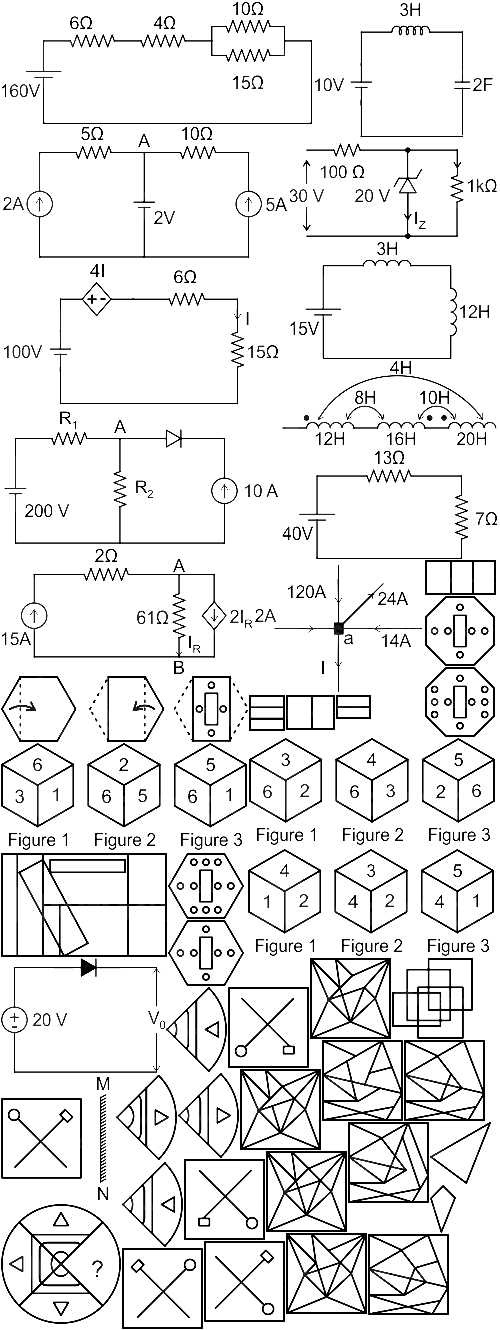 10Ω
6Ω 4Ω
15Ω
160V
3H
10V 2F
5Ω A 10Ω
2A 2V 5A
100 Ω
30 V 20 V 1kΩ
I_Z
4I 6Ω
I
100V 15Ω
3H
15V 12H
4H
8H 10H
12H 16H 20H
R₁ A
R₂
200 V 10 A
13Ω
40V 7Ω
2Ω A
15A 61Ω 2I_R 2A
I_R
B
120A 24A
a 14A
I
6
3 1
Figure 1
2
6 5
Figure 2
5
6 1
Figure 3
3
6 2
Figure 1
4
6 3
Figure 2
5
2 6
Figure 3
4
1 2
Figure 1
3
4 2
Figure 2
5
4 1
Figure 3
20 V V₀
M
N
?